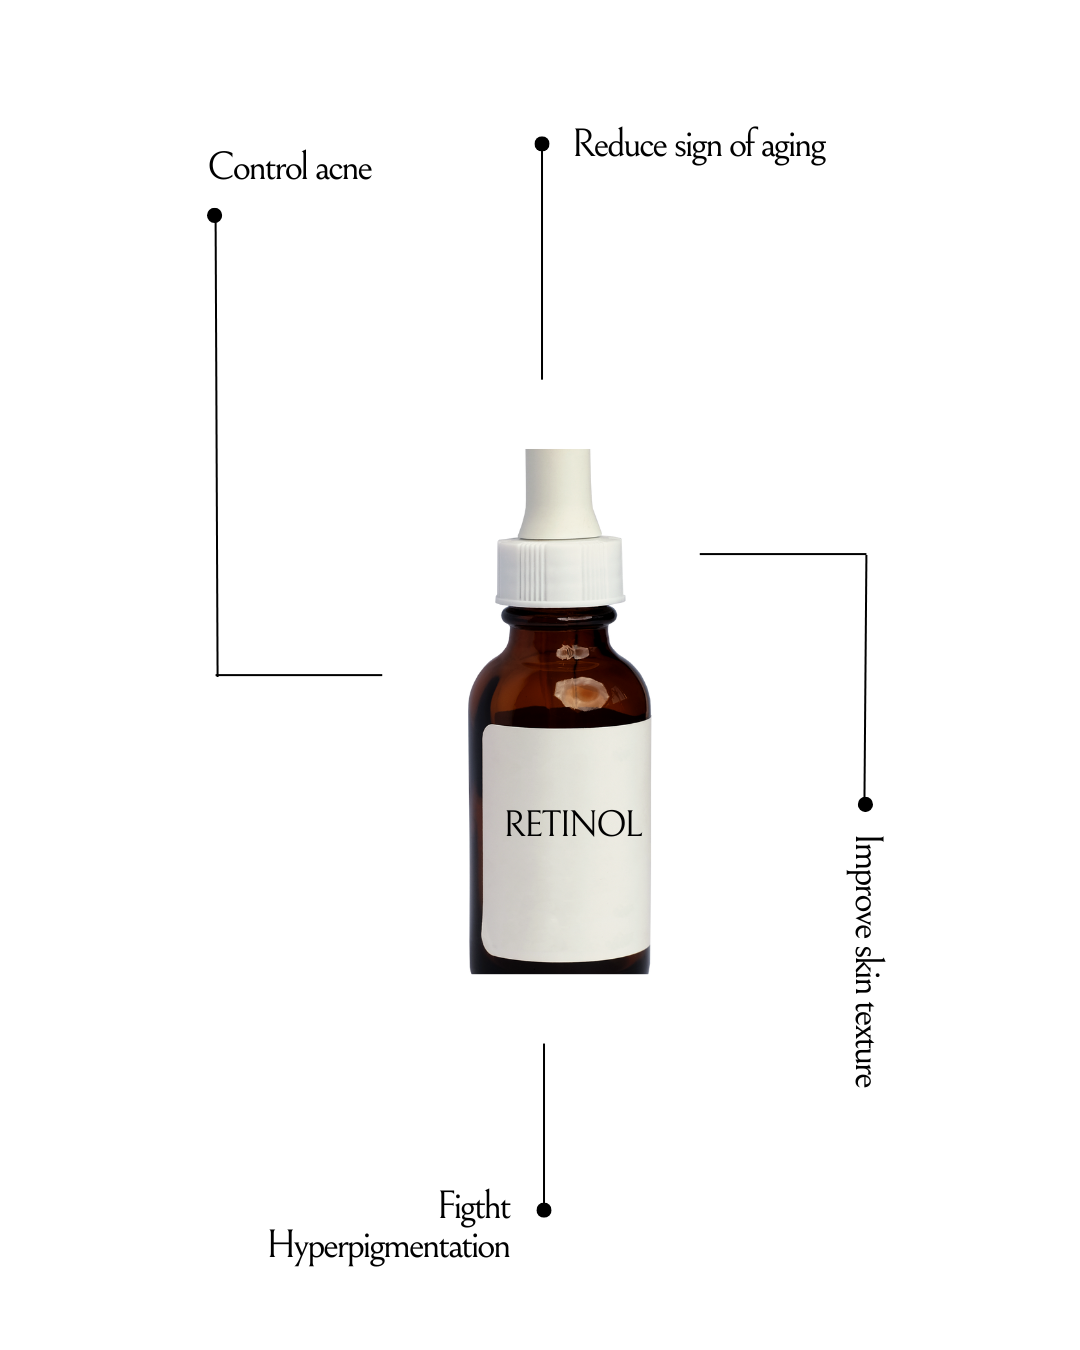 Control acne
Reduce sign of aging
RETINOL
Improve skin texture
Figtht
Hyperpigmentation